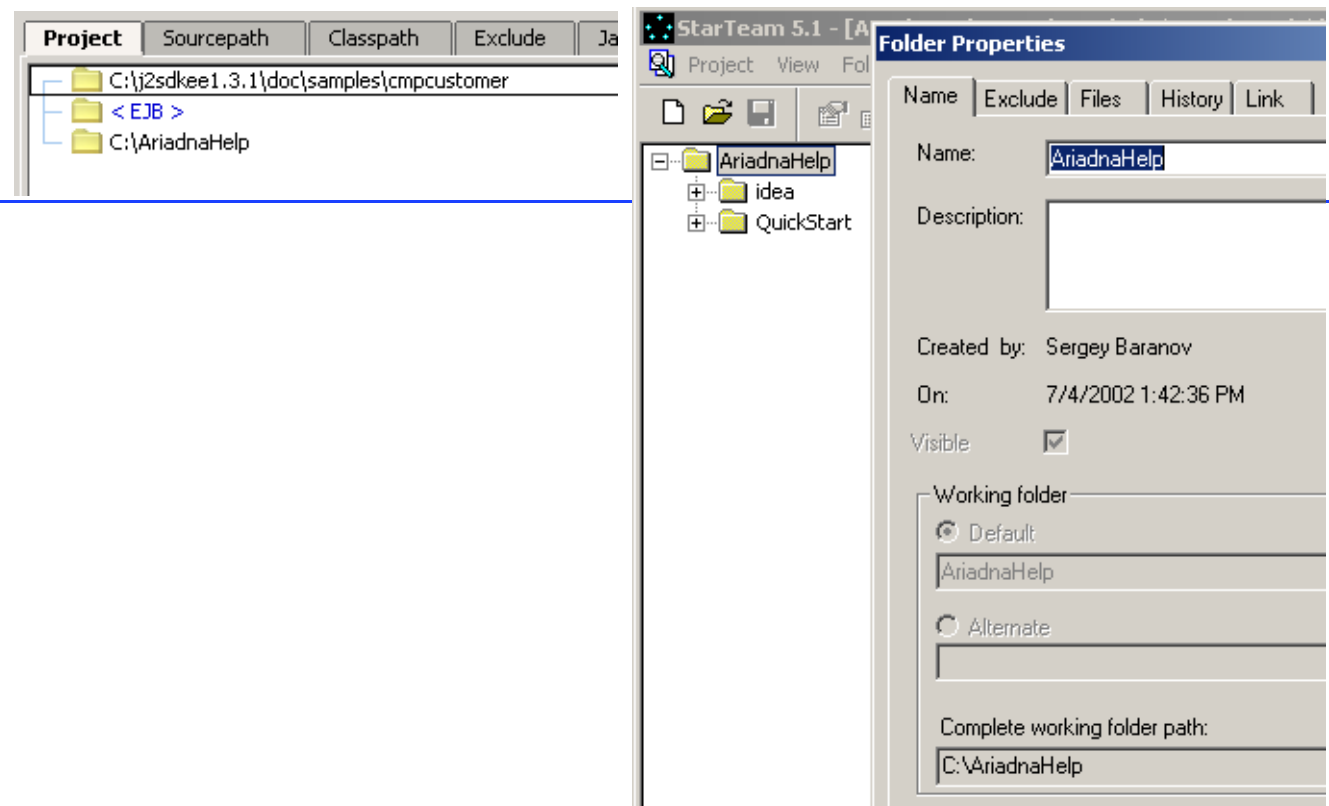 Project Sourcepath Classpath Exclude Ja
C:\j2sdkee1.3.1\doc\samples\cmpcustomer
< EJB >
C:\AriadnaHelp
StarTeam 5.1 - [A
Project View Fol
AriadnaHelp
idea
QuickStart
Folder Properties
Name Exclude Files History Link
Name: AriadnaHelp
Description:
Created by: Sergey Baranov
On: 7/4/2002 1:42:36 PM
Visible
Working folder
Default
AriadnaHelp
Alternate
Complete working folder path:
C:\AriadnaHelp